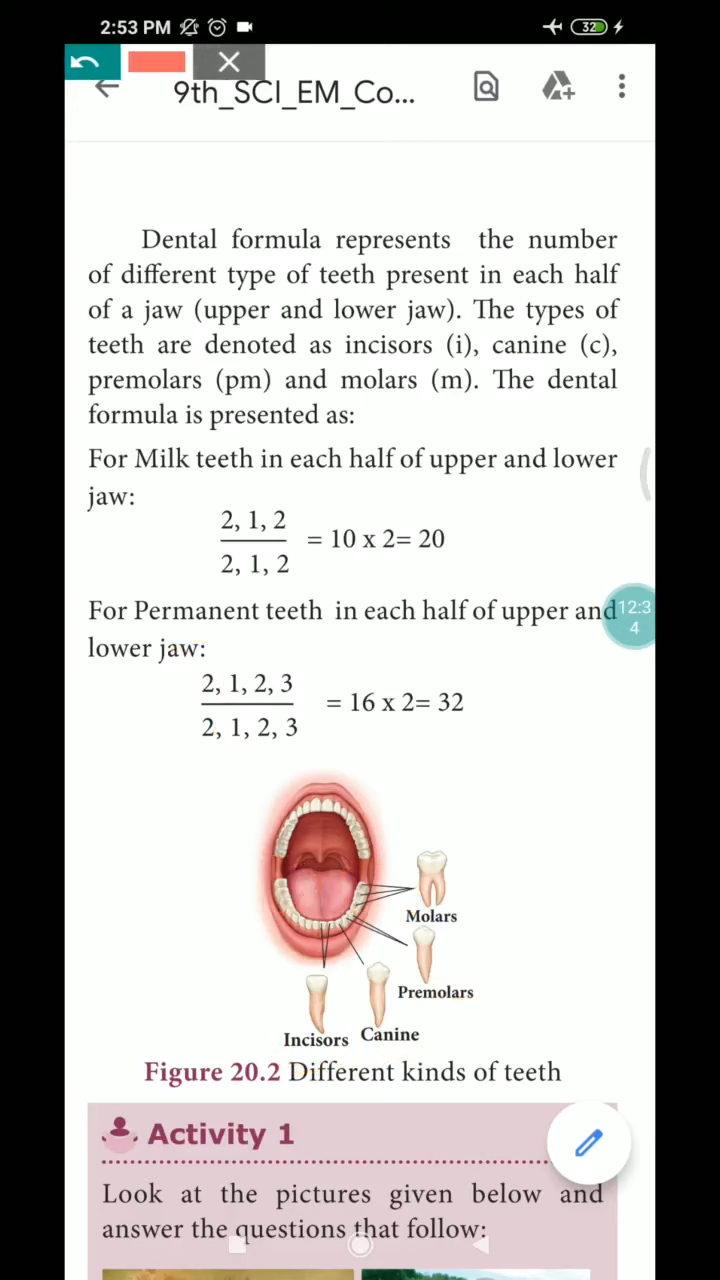 2:53 PM
32
9th_SCI_EM_Co...
Dental formula represents the number
of different type of teeth present in each half
of a jaw (upper and lower jaw). The types of
teeth are denoted as incisors (i), canine (c),
premolars (pm) and molars (m). The dental
formula is presented as:
For Milk teeth in each half of upper and lower
jaw:
2, 1, 2
2, 1, 2
= 10 x 2= 20
For Permanent teeth in each half of upper and
12:3
4
lower jaw:
2, 1, 2, 3
2, 1, 2, 3
= 16 x 2= 32
Molars
Premolars
Incisors Canine
Figure 20.2 Different kinds of teeth
Activity 1
Look at the pictures given below and
answer the questions that follow: